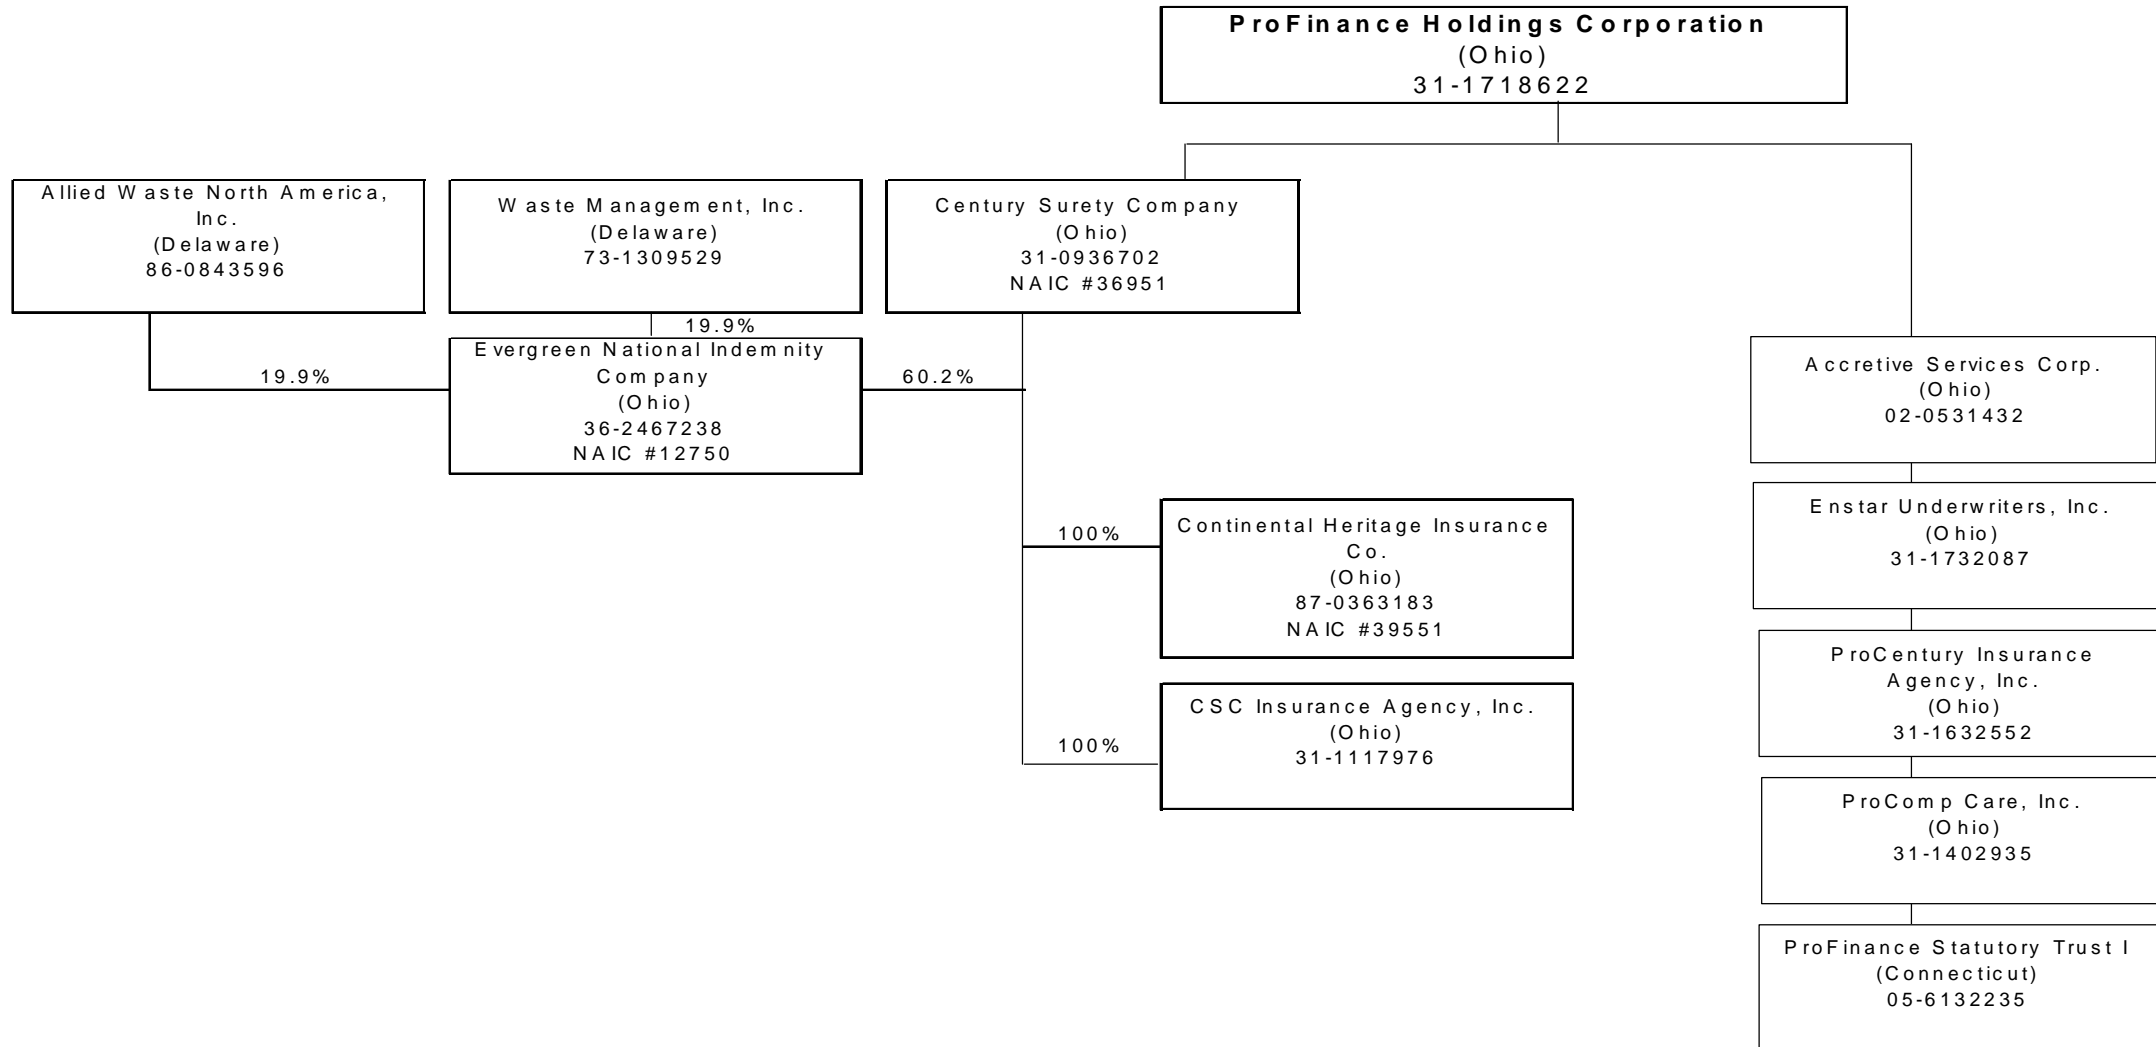 ProFinance Holdings Corporation
(Ohio)
31-1718622
Allied Waste North America,
Inc.
(Delaware)
86-0843596
Waste Management, Inc.
(Delaware)
73-1309529
Century Surety Company
(Ohio)
31-0936702
NAIC #36951
19.9%
Evergreen National Indemnity
Company
(Ohio)
36-2467238
NAIC #12750
19.9%
60.2%
Accretive Services Corp.
(Ohio)
02-0531432
100%
Continental Heritage Insurance
Co.
(Ohio)
87-0363183
NAIC #39551
Enstar Underwriters, Inc.
(Ohio)
31-1732087
ProCentury Insurance
Agency, Inc.
(Ohio)
31-1632552
100%
CSC Insurance Agency, Inc.
(Ohio)
31-1117976
ProComp Care, Inc.
(Ohio)
31-1402935
ProFinance Statutory Trust I
(Connecticut)
05-6132235